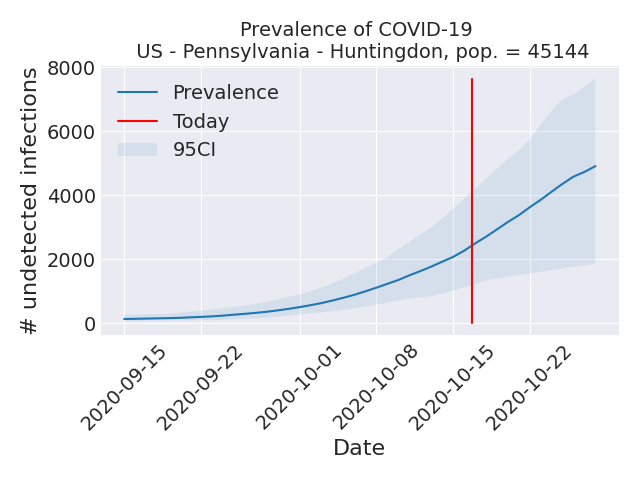 Prevalence of COVID-19
US - Pennsylvania - Huntingdon, pop. = 45144
# undetected infections
8000
6000
4000
2000
0
Prevalence
Today
95CI
2020-09-15
2020-09-22
2020-10-01
2020-10-08
2020-10-15
2020-10-22
Date